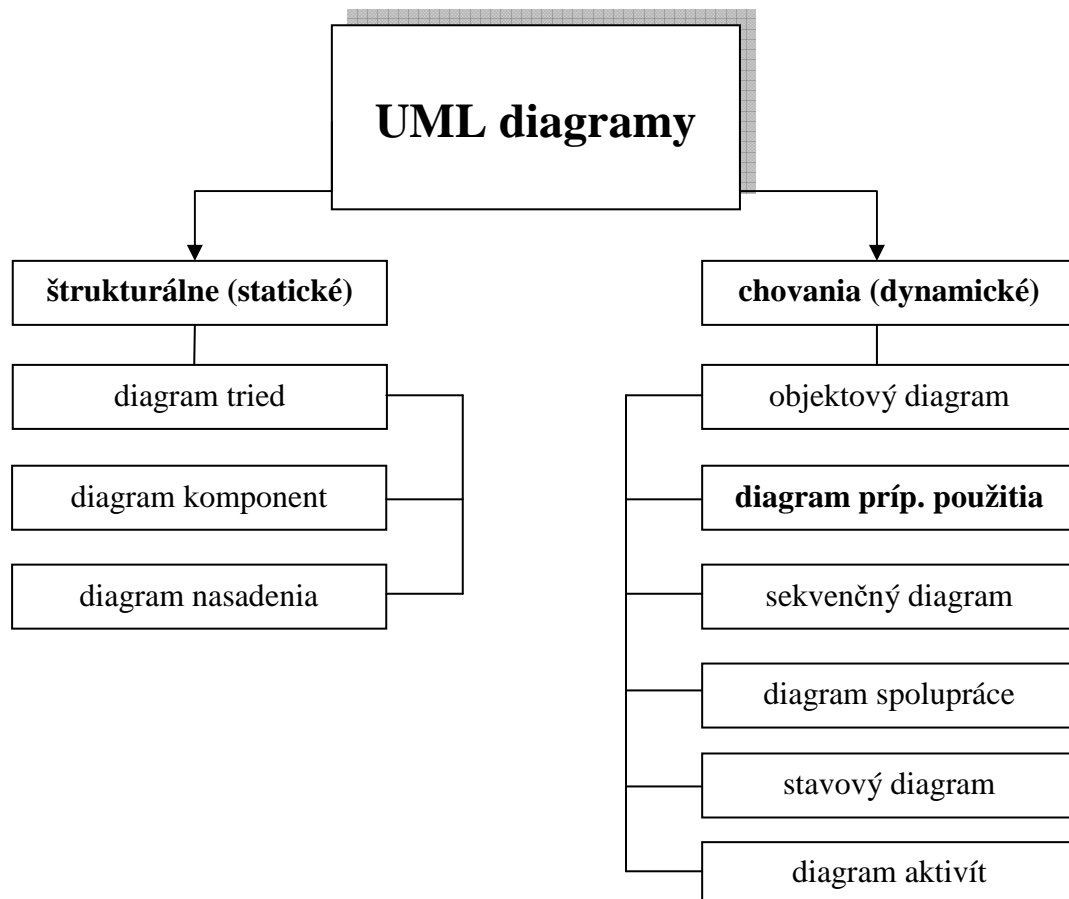 UML diagramy
štrukturálne (statické)
diagram tried
diagram komponent
diagram nasadenia
chovania (dynamické)
objektový diagram
diagram príp. použitia
sekvenčný diagram
diagram spolupráce
stavový diagram
diagram aktivít